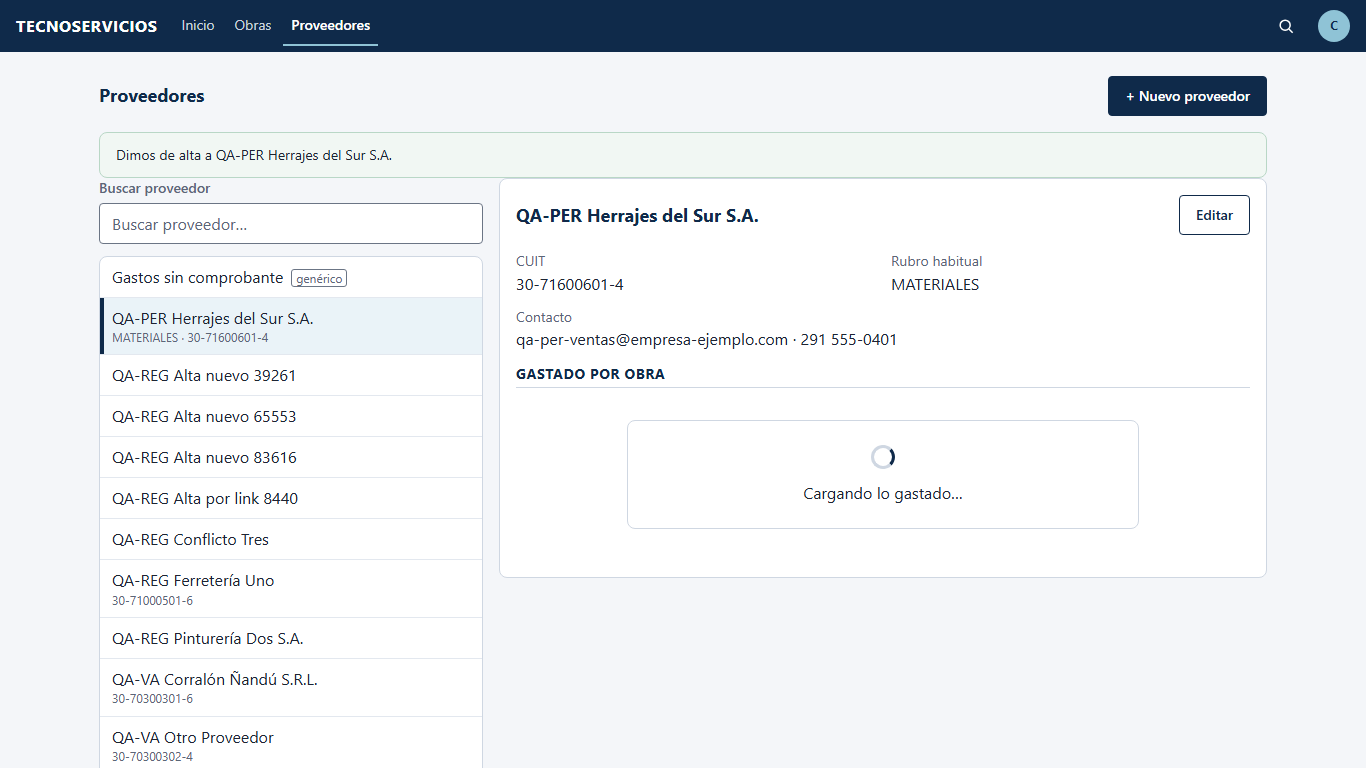 TECNOSERVICIOS Inicio Obras Proveedores C
Proveedores
+ Nuevo proveedor
Dimos de alta a QA-PER Herrajes del Sur S.A.
Buscar proveedor
Buscar proveedor...
Gastos sin comprobante genérico
QA-PER Herrajes del Sur S.A.
MATERIALES · 30-71600601-4
QA-REG Alta nuevo 39261
QA-REG Alta nuevo 65553
QA-REG Alta nuevo 83616
QA-REG Alta por link 8440
QA-REG Conflicto Tres
QA-REG Ferretería Uno
30-71000501-6
QA-REG Pinturería Dos S.A.
QA-VA Corralón Ñandú S.R.L.
30-70300301-6
QA-VA Otro Proveedor
30-70300302-4
QA-PER Herrajes del Sur S.A.
Editar
CUIT
30-71600601-4
Rubro habitual
MATERIALES
Contacto
qa-per-ventas@empresa-ejemplo.com · 291 555-0401
GASTADO POR OBRA
Cargando lo gastado...